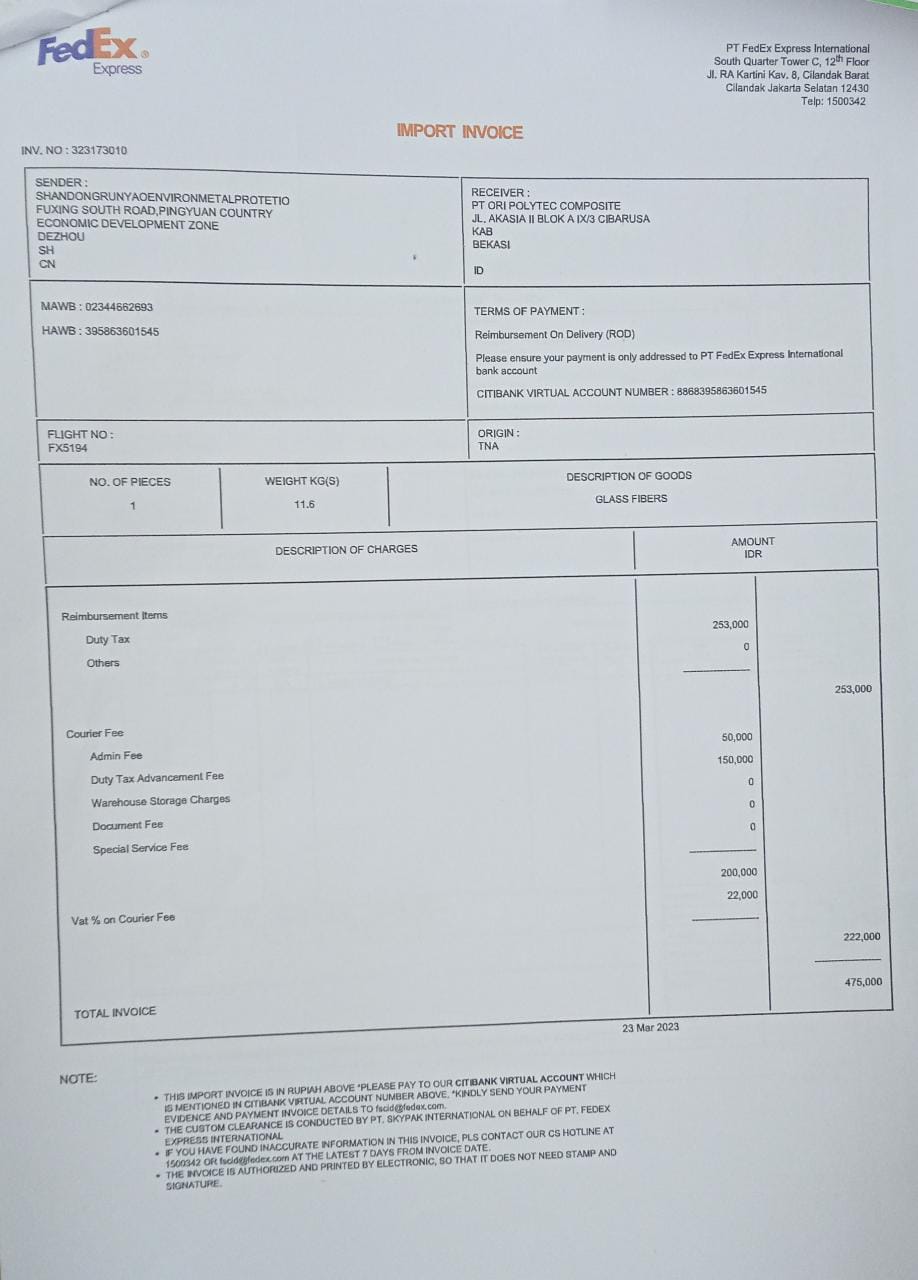 FedEx®
Express
PT FedEx Express International
South Quarter Tower C, 12th Floor
Jl. RA Kartini Kav. 8, Cilandak Barat
Cilandak Jakarta Selatan 12430
Telp: 1500342
IMPORT INVOICE
INV. NO : 323173010
SENDER :
SHANDONGRUNYAOENVIRONMETALPROTETIO
FUXING SOUTH ROAD,PINGYUAN COUNTRY
ECONOMIC DEVELOPMENT ZONE
DEZHOU
SH
CN
RECEIVER :
PT ORI POLYTEC COMPOSITE
JL. AKASIA II BLOK A IX/3 CIBARUSA
KAB
BEKASI
ID
MAWB : 02344662693
HAWB : 395863601545
TERMS OF PAYMENT :
Reimbursement On Delivery (ROD)
Please ensure your payment is only addressed to PT FedEx Express International
bank account
CITIBANK VIRTUAL ACCOUNT NUMBER : 8868395863601545
FLIGHT NO :
FX5194
ORIGIN :
TNA
NO. OF PIECES
1
WEIGHT KG(S)
11.6
DESCRIPTION OF GOODS
GLASS FIBERS
DESCRIPTION OF CHARGES
AMOUNT
IDR
Reimbursement Items
Duty Tax 253,000
Others 0
253,000
Courier Fee
Admin Fee 50,000
Duty Tax Advancement Fee 150,000
Warehouse Storage Charges 0
Document Fee 0
Special Service Fee 0
200,000
Vat % on Courier Fee 22,000
222,000
TOTAL INVOICE 475,000
23 Mar 2023
NOTE:
• THIS IMPORT INVOICE IS IN RUPIAH ABOVE *PLEASE PAY TO OUR CITIBANK VIRTUAL ACCOUNT WHICH
IS MENTIONED IN CITIBANK VIRTUAL ACCOUNT NUMBER ABOVE, *KINDLY SEND YOUR PAYMENT
EVIDENCE AND PAYMENT INVOICE DETAILS TO fscid@fedex.com.
• THE CUSTOM CLEARANCE IS CONDUCTED BY PT. SKYPAK INTERNATIONAL ON BEHALF OF PT. FEDEX
EXPRESS INTERNATIONAL
• IF YOU HAVE FOUND INACCURATE INFORMATION IN THIS INVOICE, PLS CONTACT OUR CS HOTLINE AT
1500342 OR fscid@fedex.com AT THE LATEST 7 DAYS FROM INVOICE DATE.
• THE INVOICE IS AUTHORIZED AND PRINTED BY ELECTRONIC, SO THAT IT DOES NOT NEED STAMP AND
SIGNATURE.